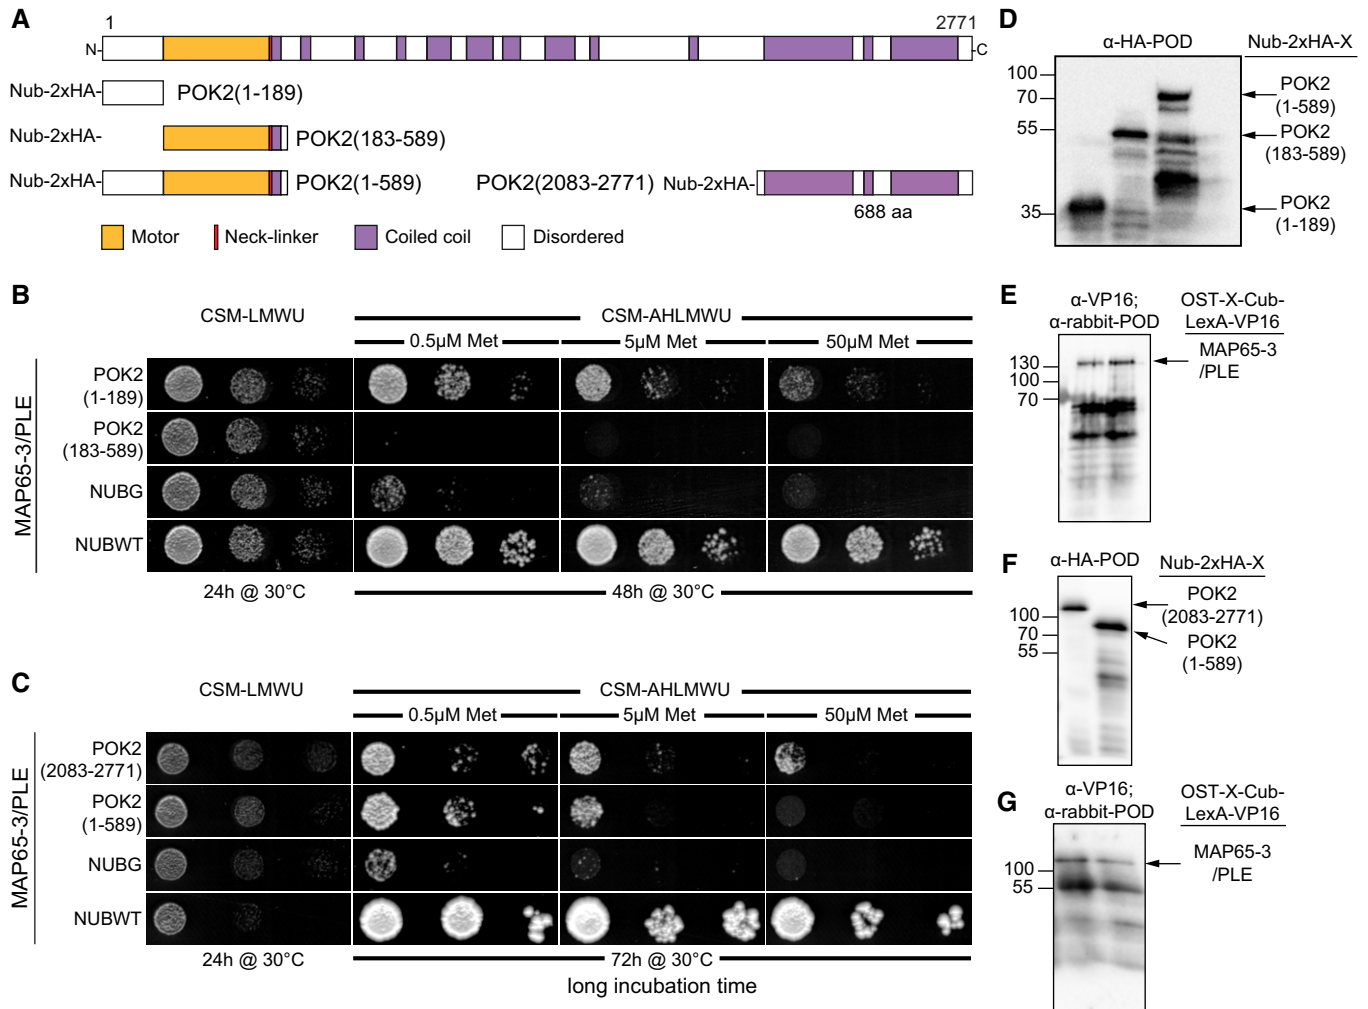 A
1
2771
N-
-C
Nub-2xHA-
POK2(1-189)
Nub-2xHA-
POK2(183-589)
Nub-2xHA-
POK2(1-589)
POK2(2083-2771)
Nub-2xHA-
688 aa
Motor
Neck-linker
Coiled coil
Disordered
B
CSM-LMWU
CSM-AHLMWU
0.5µM Met
5µM Met
50µM Met
MAP65-3/PLE
POK2
(1-189)
POK2
(183-589)
NUBG
NUBWT
24h @ 30°C
48h @ 30°C
C
CSM-LMWU
CSM-AHLMWU
0.5µM Met
5µM Met
50µM Met
MAP65-3/PLE
POK2
(2083-2771)
POK2
(1-589)
NUBG
NUBWT
24h @ 30°C
72h @ 30°C
long incubation time
D
α-HA-POD
Nub-2xHA-X
100
70
55
35
POK2
(1-589)
POK2
(183-589)
POK2
(1-189)
E
α-VP16;
α-rabbit-POD
OST-X-Cub-
LexA-VP16
130
100
70
MAP65-3
/PLE
F
α-HA-POD
Nub-2xHA-X
100
70
55
POK2
(2083-2771)
POK2
(1-589)
G
α-VP16;
α-rabbit-POD
OST-X-Cub-
LexA-VP16
100
55
MAP65-3
/PLE